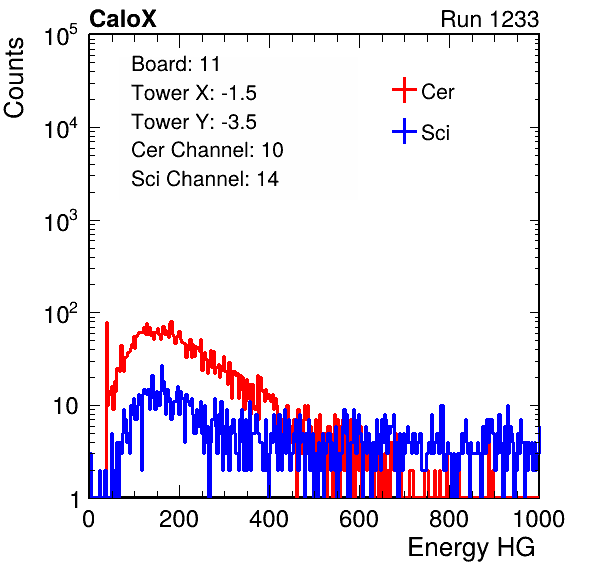 CaloX Run 1233
Counts
Board: 11
Tower X: -1.5
Tower Y: -3.5
Cer Channel: 10
Sci Channel: 14
Cer
Sci
10^5
10^4
10^3
10^2
10
1
0 200 400 600 800 1000
Energy HG